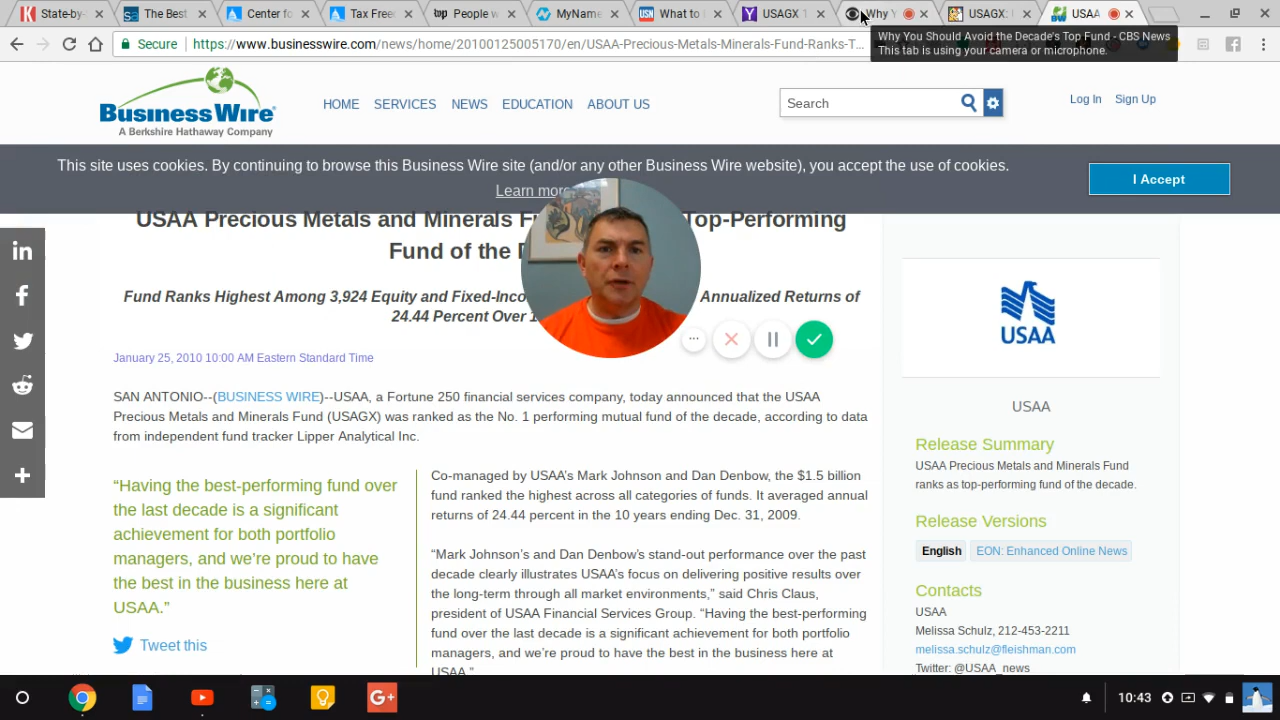 State-by-
The Best
Center fo
Tax Free
People w
MyName
What to
USAGX
Why Y
USAGX:
USAA
Secure
https://www.businesswire.com/news/home/20100125005170/en/USAA-Precious-Metals-Minerals-Fund-Ranks-T...
Why You Should Avoid the Decade's Top Fund - CBS News
This tab is using your camera or microphone.
BusinessWire
A Berkshire Hathaway Company
HOME SERVICES NEWS EDUCATION ABOUT US
Search
Log In Sign Up
This site uses cookies. By continuing to browse this Business Wire site (and/or any other Business Wire website), you accept the use of cookies.
Learn more
I Accept
USAA Precious Metals and Minerals Top-Performing
Fund of the
Fund Ranks Highest Among 3,924 Equity and Annualized Returns of
24.44 Percent Over
January 25, 2010 10:00 AM Eastern Standard Time
SAN ANTONIO--(BUSINESS WIRE)--USAA, a Fortune 250 financial services company, today announced that the USAA
Precious Metals and Minerals Fund (USAGX) was ranked as the No. 1 performing mutual fund of the decade, according to data
from independent fund tracker Lipper Analytical Inc.
“Having the best-performing fund over
the last decade is a significant
achievement for both portfolio
managers, and we’re proud to have
the best in the business here at
USAA.”
Tweet this
Co-managed by USAA’s Mark Johnson and Dan Denbow, the $1.5 billion
fund ranked the highest across all categories of funds. It averaged annual
returns of 24.44 percent in the 10 years ending Dec. 31, 2009.
“Mark Johnson’s and Dan Denbow’s stand-out performance over the past
decade clearly illustrates USAA’s focus on delivering positive results over
the long-term through all market environments,” said Chris Claus,
president of USAA Financial Services Group. “Having the best-performing
fund over the last decade is a significant achievement for both portfolio
managers, and we’re proud to have the best in the business here at
USAA.”
USAA
USAA
Release Summary
USAA Precious Metals and Minerals Fund
ranks as top-performing fund of the decade.
Release Versions
English EON: Enhanced Online News
Contacts
USAA
Melissa Schulz, 212-453-2211
melissa.schulz@fleishman.com
Twitter: @USAA_news
10:43